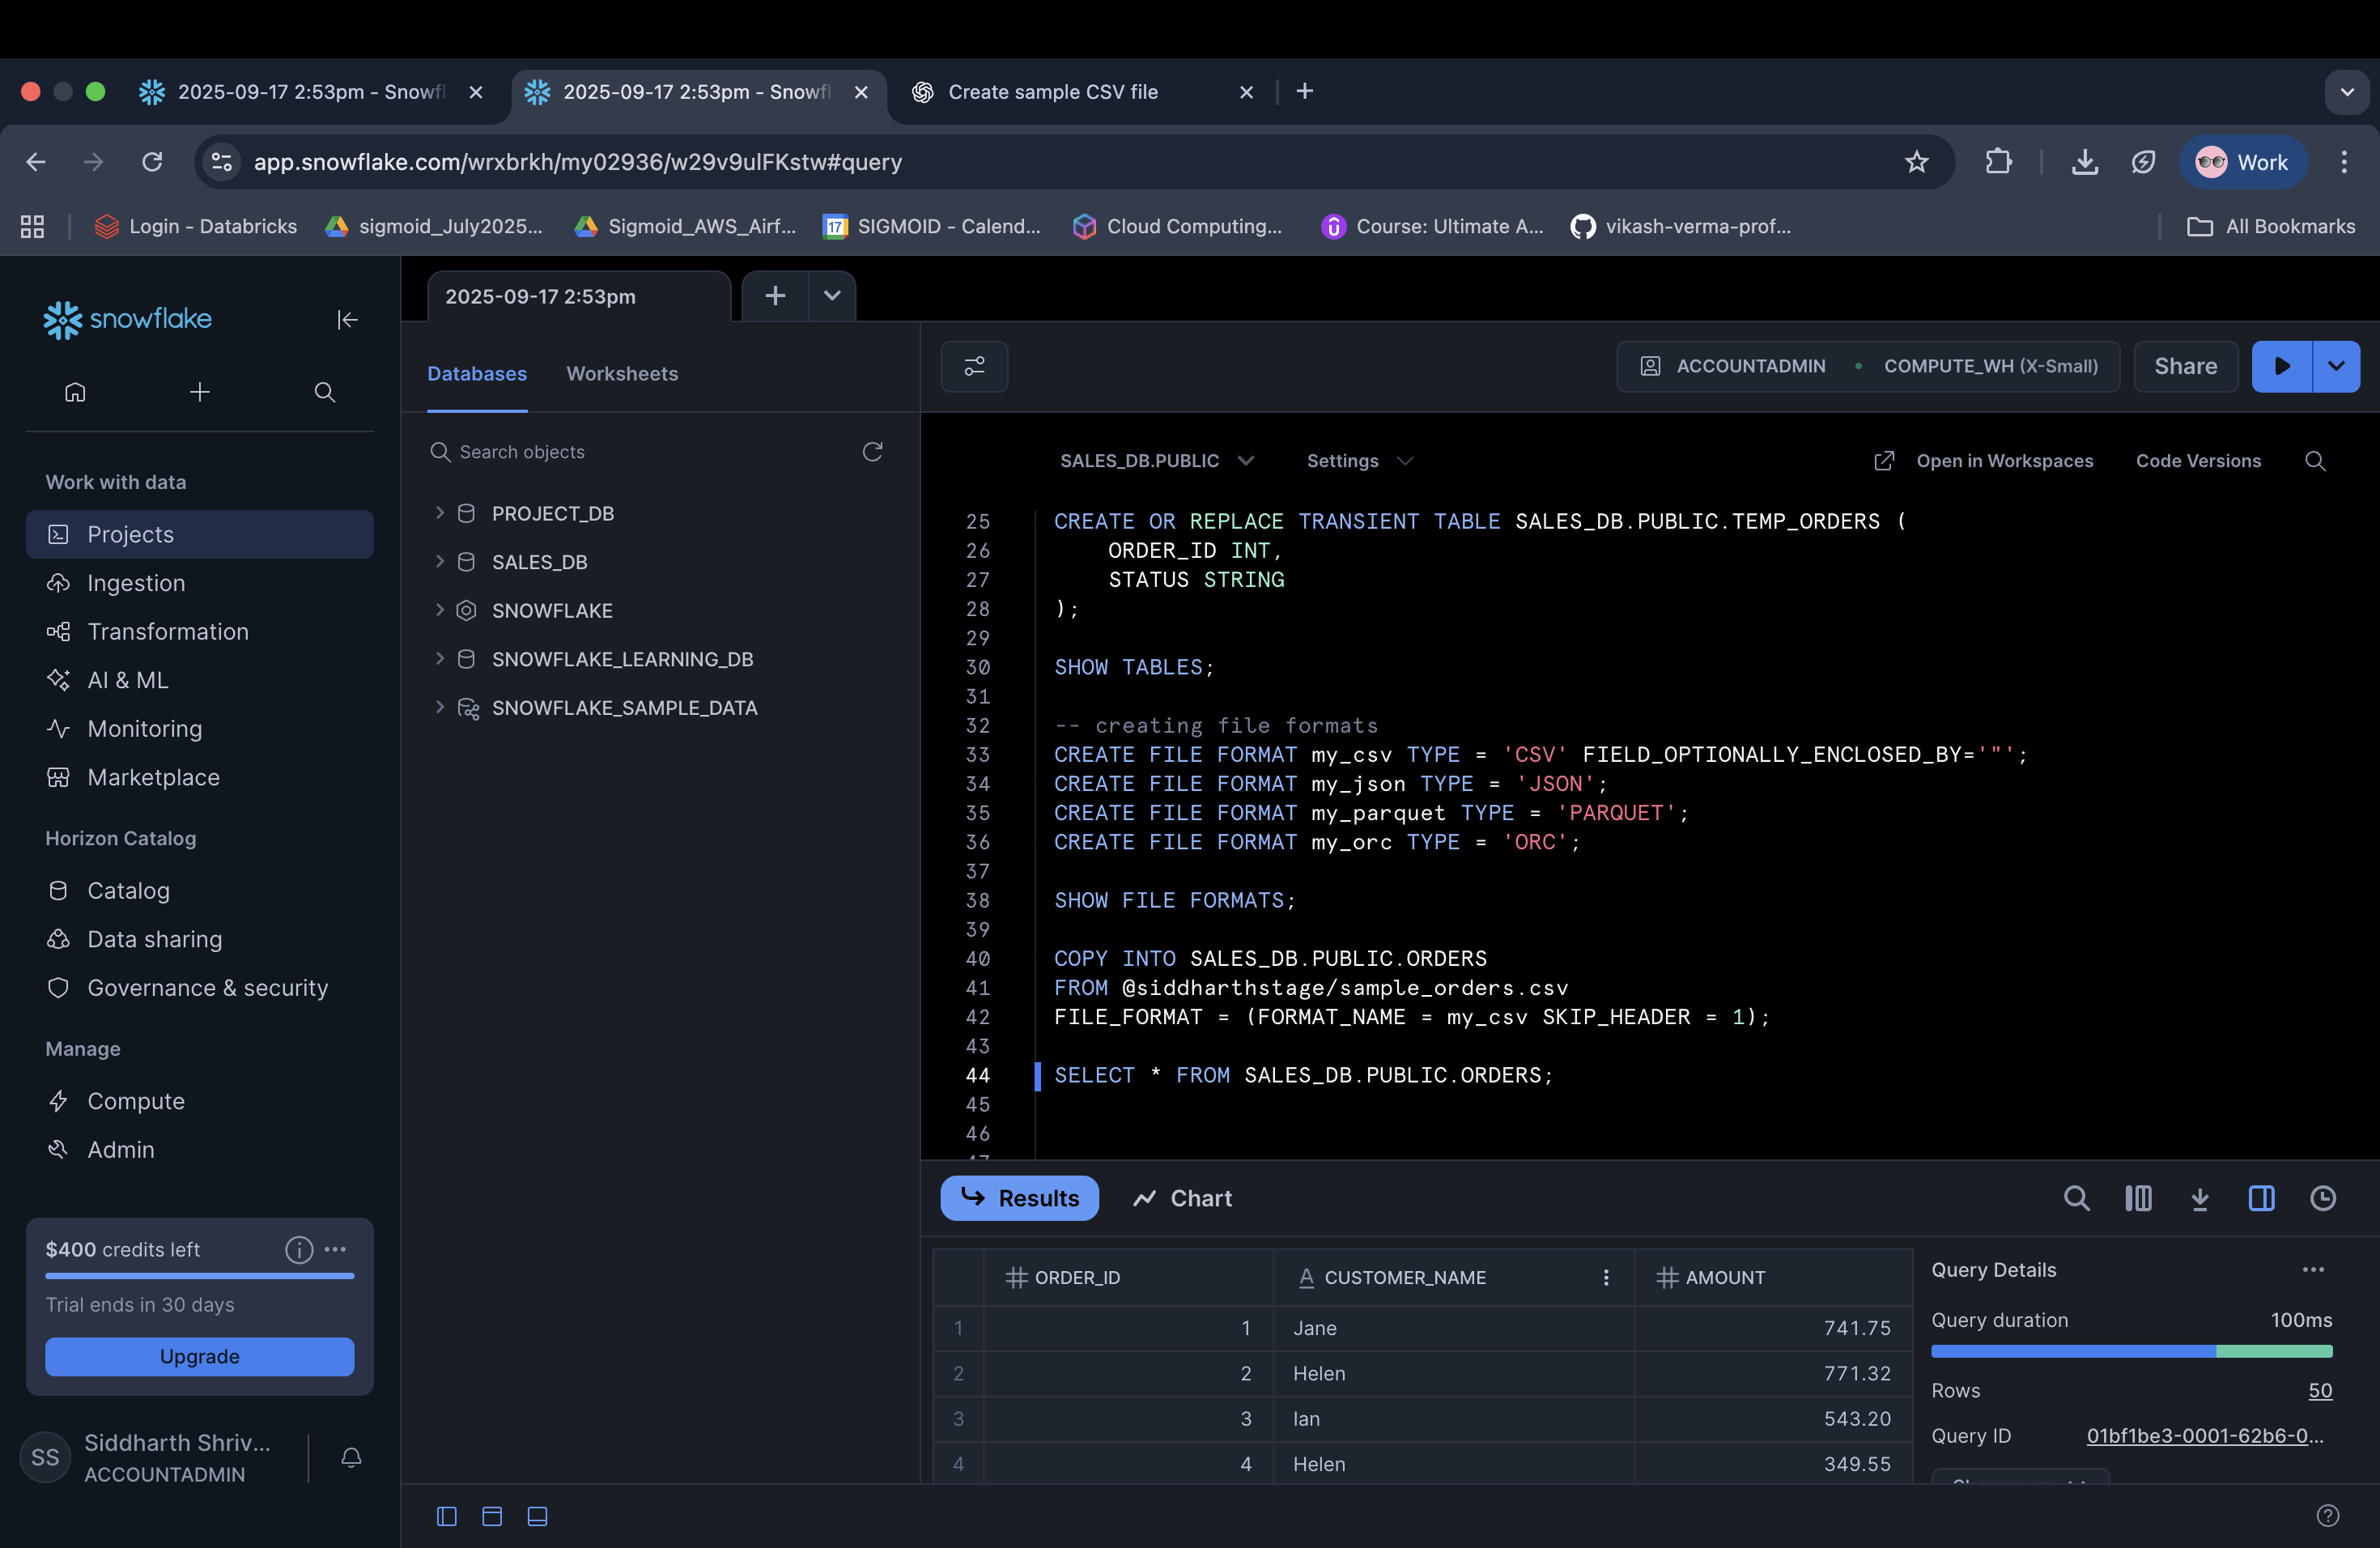 2025-09-17 2:53pm - Snowfl
2025-09-17 2:53pm - Snowfl
Create sample CSV file
app.snowflake.com/wrxbrkh/my02936/w29v9ulFKstw#query
Work
Login - Databricks
sigmoid_July2025...
Sigmoid_AWS_Airf...
17
SIGMOID - Calend...
Cloud Computing...
Course: Ultimate A...
vikash-verma-prof...
All Bookmarks
snowflake
Work with data
Projects
Ingestion
Transformation
AI & ML
Monitoring
Marketplace
Horizon Catalog
Catalog
Data sharing
Governance & security
Manage
Compute
Admin
$400 credits left
Trial ends in 30 days
Upgrade
SS
Siddharth Shriv...
ACCOUNTADMIN
2025-09-17 2:53pm
Databases
Worksheets
Search objects
PROJECT_DB
SALES_DB
SNOWFLAKE
SNOWFLAKE_LEARNING_DB
SNOWFLAKE_SAMPLE_DATA
ACCOUNTADMIN
COMPUTE_WH (X-Small)
Share
SALES_DB.PUBLIC
Settings
Open in Workspaces
Code Versions
25 CREATE OR REPLACE TRANSIENT TABLE SALES_DB.PUBLIC.TEMP_ORDERS (
26 ORDER_ID INT,
27 STATUS STRING
28 );
29
30 SHOW TABLES;
31
32 -- creating file formats
33 CREATE FILE FORMAT my_csv TYPE = 'CSV' FIELD_OPTIONALLY_ENCLOSED_BY='"';
34 CREATE FILE FORMAT my_json TYPE = 'JSON';
35 CREATE FILE FORMAT my_parquet TYPE = 'PARQUET';
36 CREATE FILE FORMAT my_orc TYPE = 'ORC';
37
38 SHOW FILE FORMATS;
39
40 COPY INTO SALES_DB.PUBLIC.ORDERS
41 FROM @siddharthstage/sample_orders.csv
42 FILE_FORMAT = (FORMAT_NAME = my_csv SKIP_HEADER = 1);
43
44 SELECT * FROM SALES_DB.PUBLIC.ORDERS;
45
46
47
Results
Chart
ORDER_ID CUSTOMER_NAME AMOUNT
1 1 Jane 741.75
2 2 Helen 771.32
3 3 Ian 543.20
4 4 Helen 349.55
Query Details
Query duration 100ms
Rows 50
Query ID 01bf1be3-0001-62b6-0...